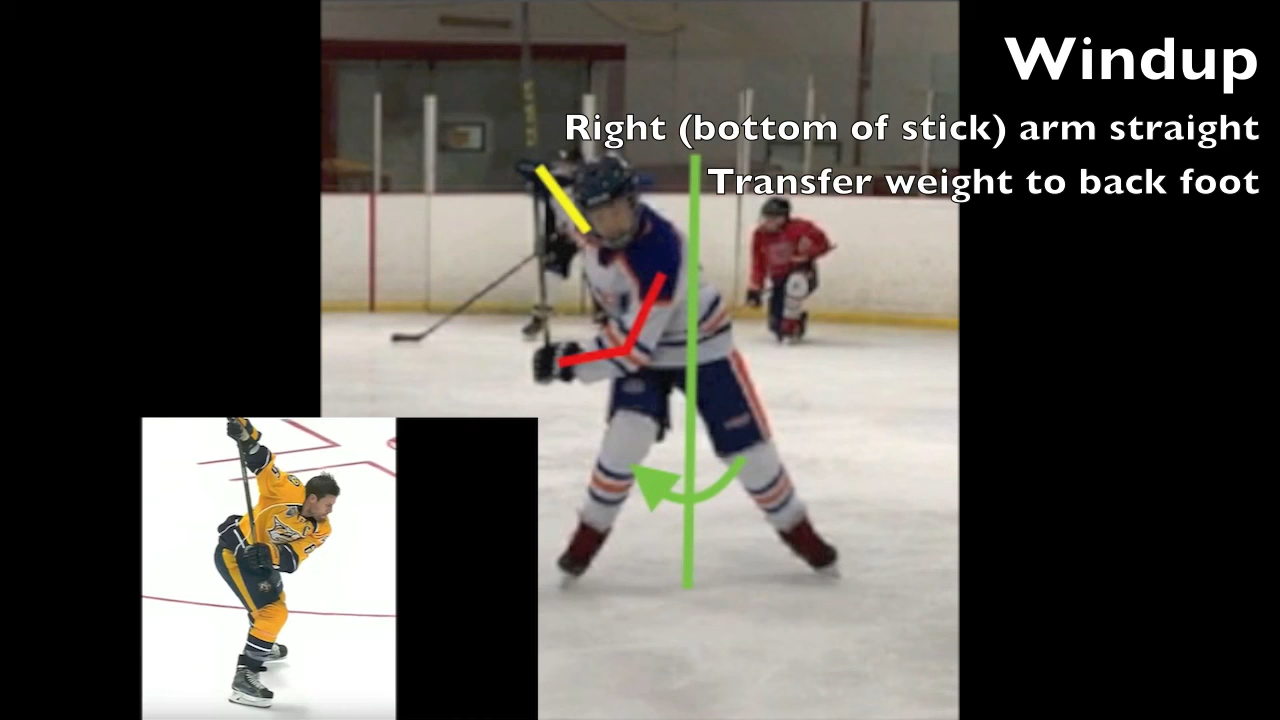 Windup
Right (bottom of stick) arm straight
Transfer weight to back foot